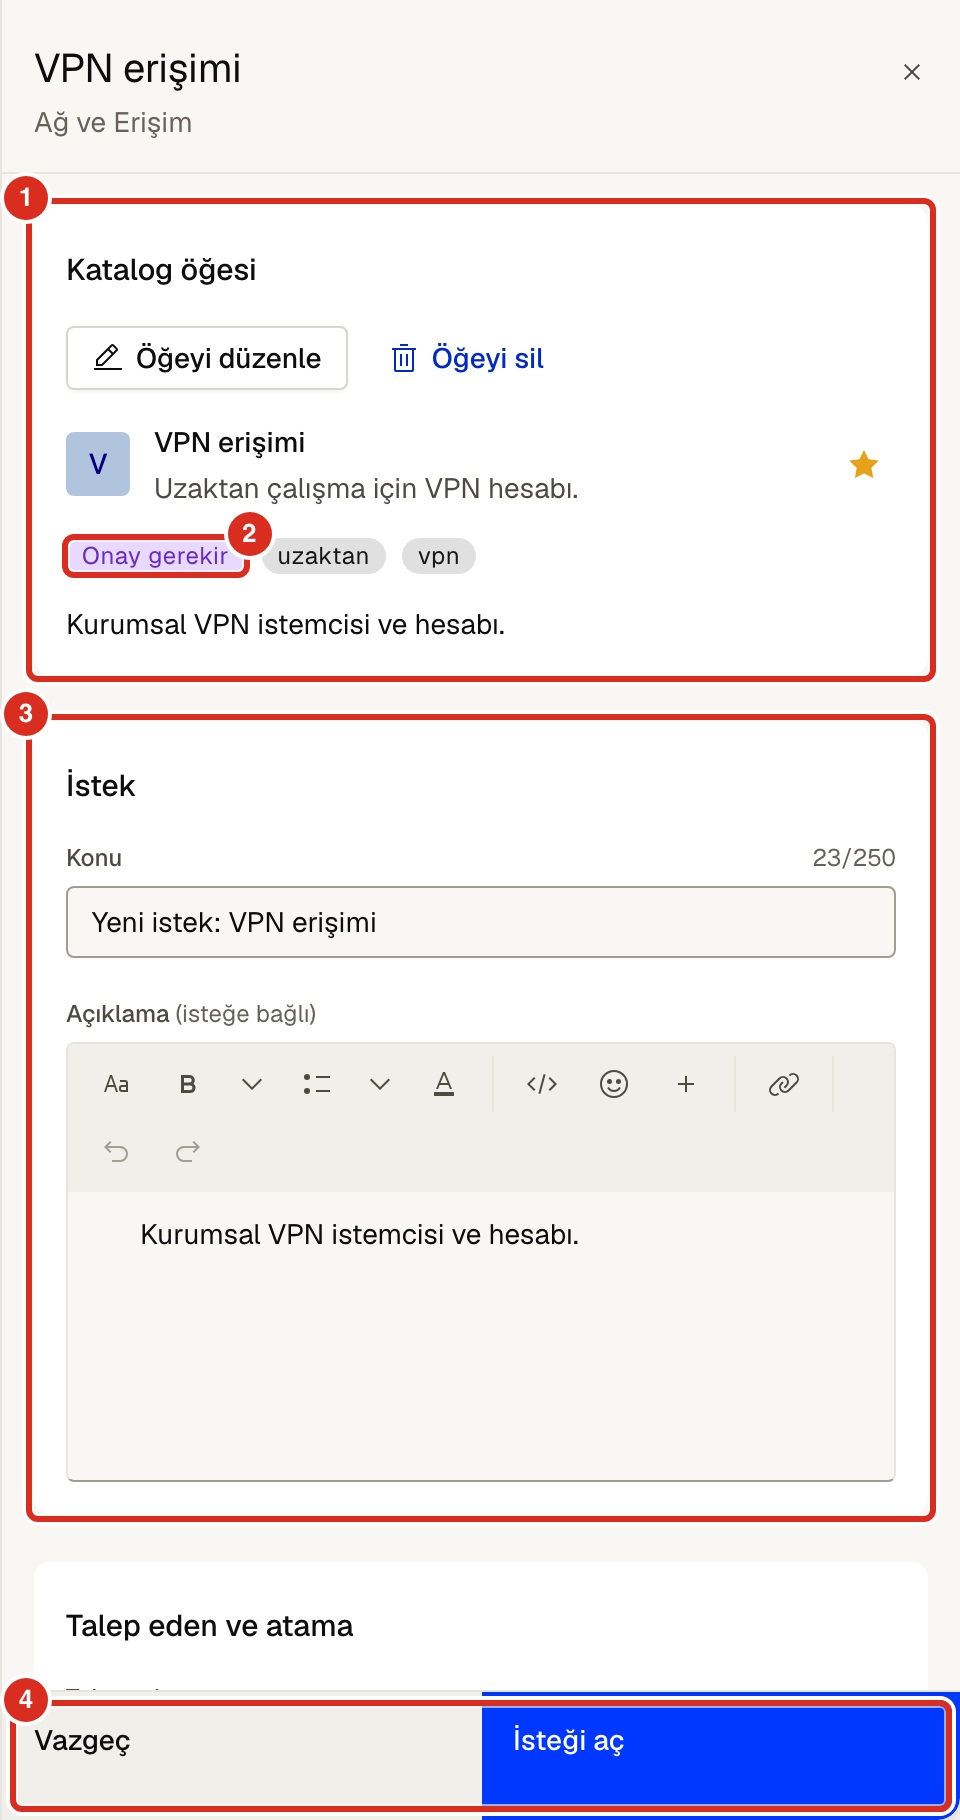 VPN erişimi
Ağ ve Erişim
1
Katalog öğesi
Öğeyi düzenle
Öğeyi sil
V
VPN erişimi
Uzaktan çalışma için VPN hesabı.
2
Onay gerekir
uzaktan
vpn
Kurumsal VPN istemcisi ve hesabı.
3
İstek
Konu
23/250
Yeni istek: VPN erişimi
Açıklama (isteğe bağlı)
Aa B A </> +
Kurumsal VPN istemcisi ve hesabı.
Talep eden ve atama
4
Vazgeç
İsteği aç